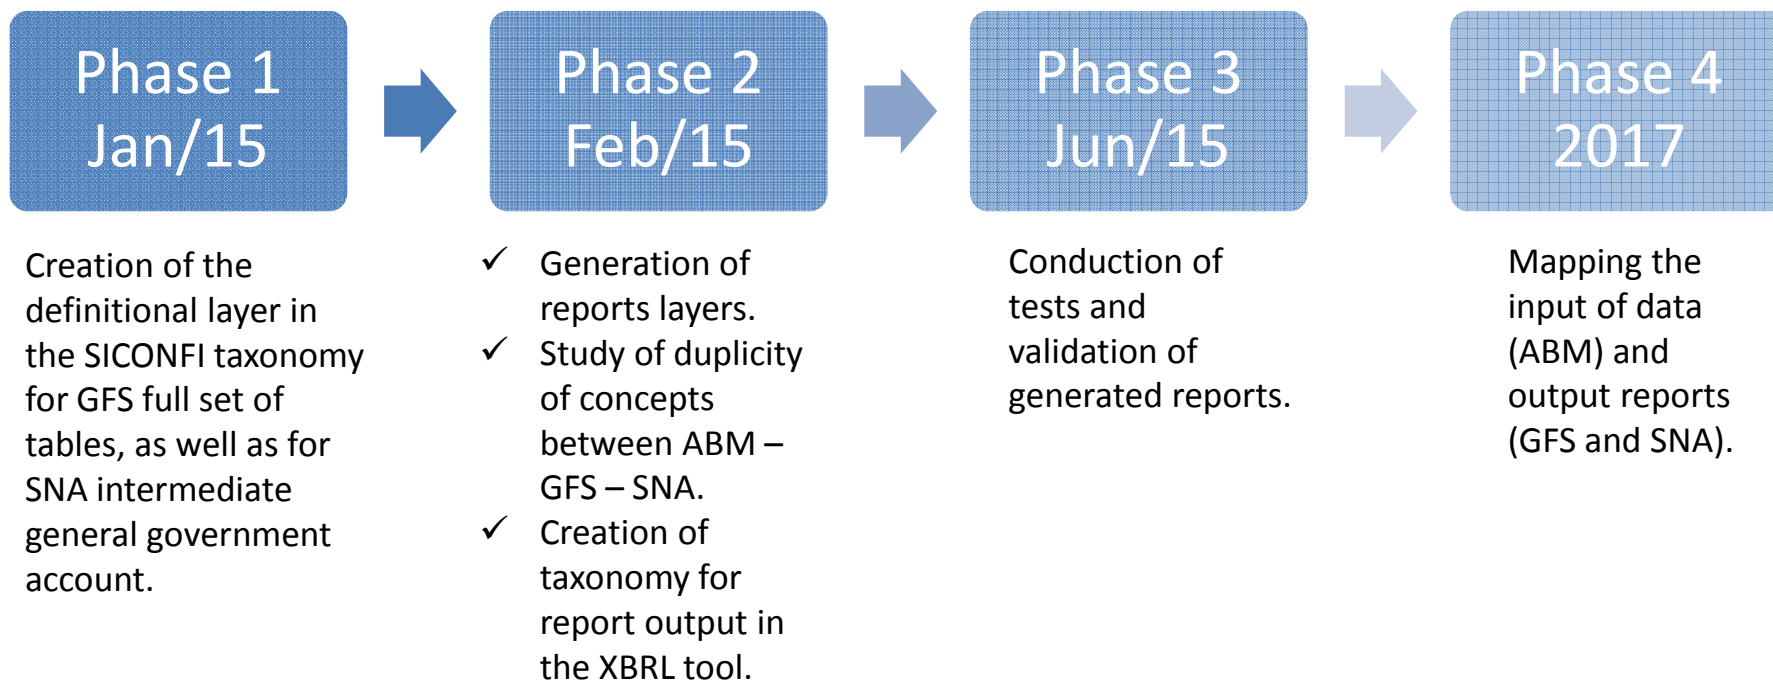 Phase 1
Jan/15
Creation of the
definitional layer in
the SICONFI taxonomy
for GFS full set of
tables, as well as for
SNA intermediate
general government
account.
Phase 2
Feb/15
✓ Generation of
reports layers.
✓ Study of duplicity
of concepts
between ABM –
GFS – SNA.
✓ Creation of
taxonomy for
report output in
the XBRL tool.
Phase 3
Jun/15
Conduction of
tests and
validation of
generated reports.
Phase 4
2017
Mapping the
input of data
(ABM) and
output reports
(GFS and SNA).